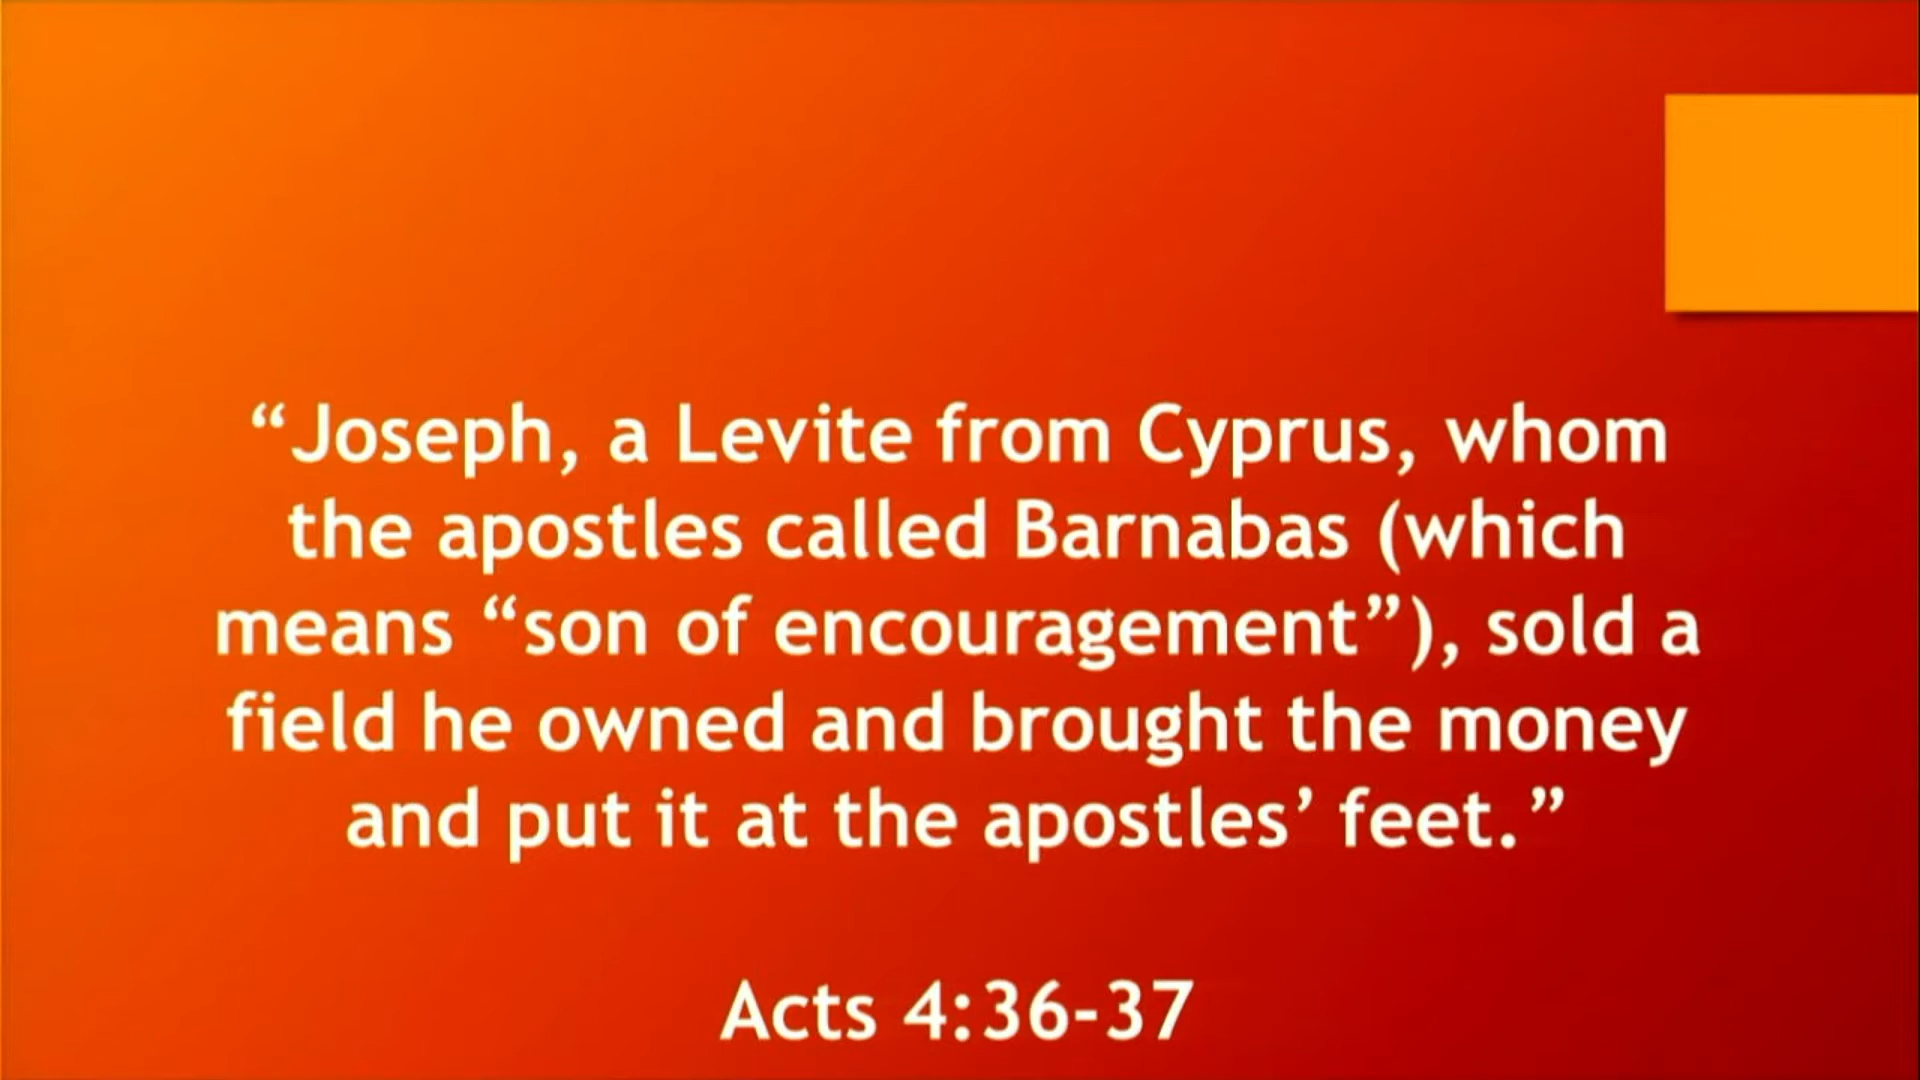 “Joseph, a Levite from Cyprus, whom
the apostles called Barnabas (which
means “son of encouragement”), sold a
field he owned and brought the money
and put it at the apostles’ feet.”
Acts 4:36-37